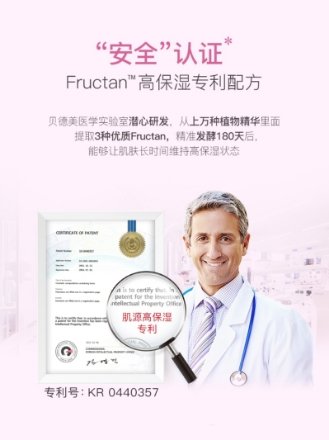 “安全”认证*
Fructan™高保湿专利配方
贝德美医学实验室潜心研发，从上万种植物精华里面
提取3种优质Fructan，精准发酵180天后，
能够让肌肤长时间维持高保湿状态
CERTIFICATE OF PATENT
is to certify that, in
patent for the invention
Intellectual Property Office
肌源高保湿
专利
专利号：KR 0440357